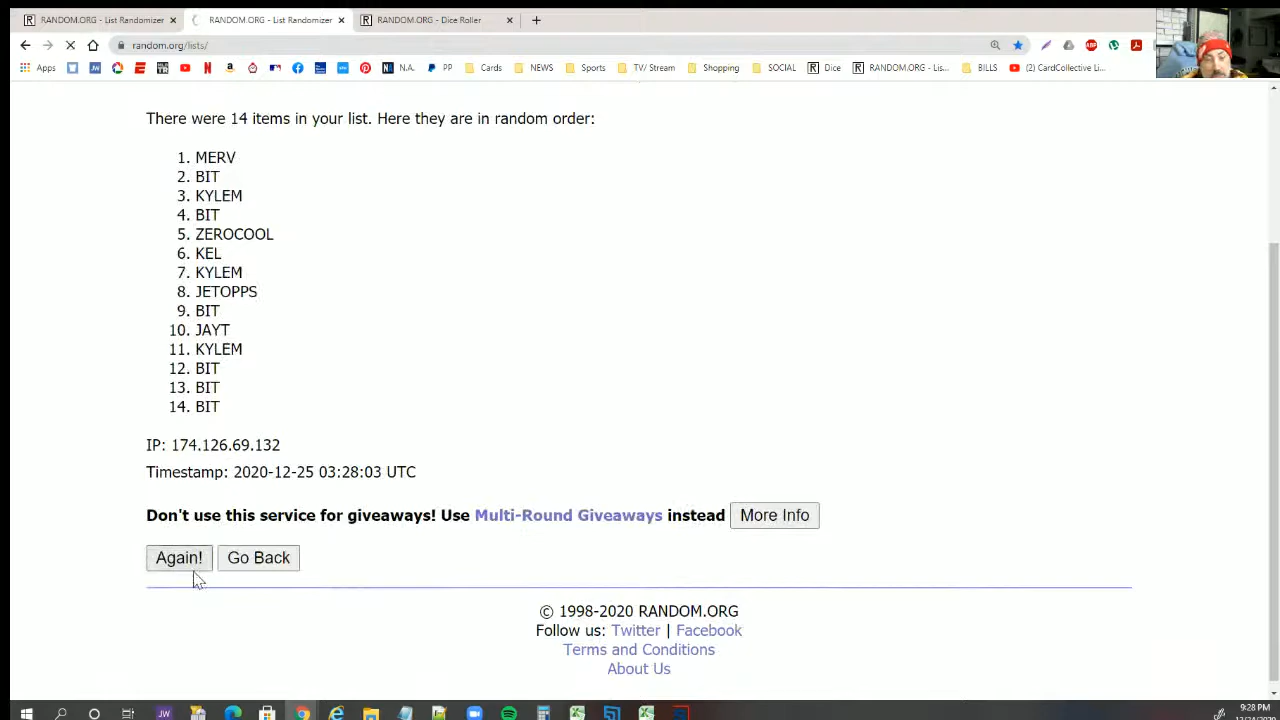 RANDOM.ORG - List Randomizer
RANDOM.ORG - List Randomizer
RANDOM.ORG - Dice Roller
random.org/lists/
Apps N.A. PP Cards NEWS Sports TV/ Stream Shopping SOCIAL Dice RANDOM.ORG - Lis... BILLS (2) CardCollective Li...
There were 14 items in your list. Here they are in random order:
1. MERV
2. BIT
3. KYLEM
4. BIT
5. ZEROCOOL
6. KEL
7. KYLEM
8. JETOPPS
9. BIT
10. JAYT
11. KYLEM
12. BIT
13. BIT
14. BIT
IP: 174.126.69.132
Timestamp: 2020-12-25 03:28:03 UTC
Don't use this service for giveaways! Use Multi-Round Giveaways instead More Info
Again! Go Back
© 1998-2020 RANDOM.ORG
Follow us: Twitter | Facebook
Terms and Conditions
About Us
9:28 PM